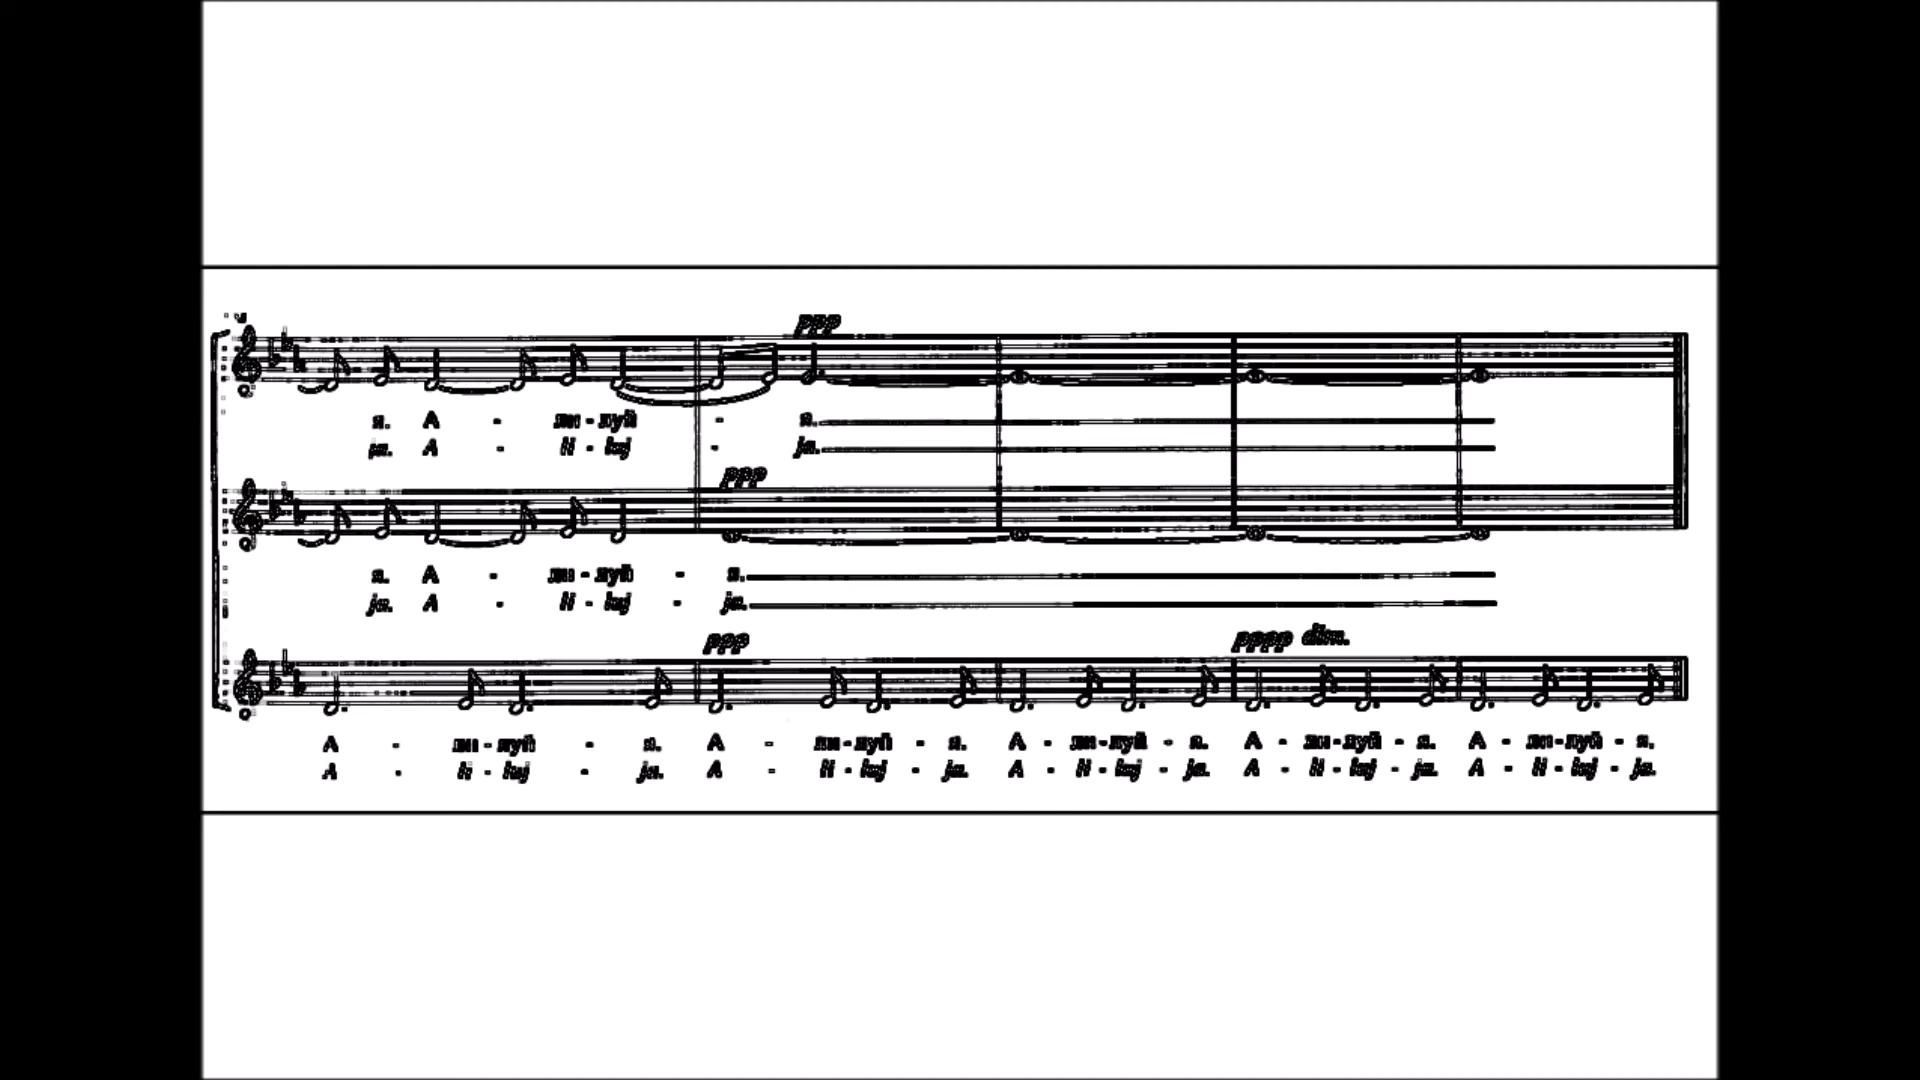 ppp
я. А - ли - луй - я.
ja. A - li - luj - ja.
ppp
я. А - ли - луй - я.
ja. A - li - luj - ja.
ppp pppp dim.
А - ли - луй - я. А - ли - луй - я. А - ли - луй - я. А - ли - луй - я. А - ли - луй - я.
A - li - luj - ja. A - li - luj - ja. A - li - luj - ja. A - li - luj - ja. A - li - luj - ja.